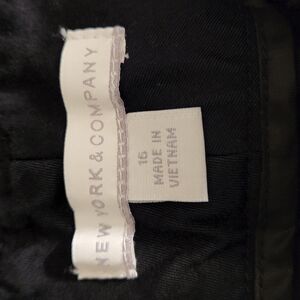 NEW YORK & COMPANY
16
MADE IN
VIETNAM